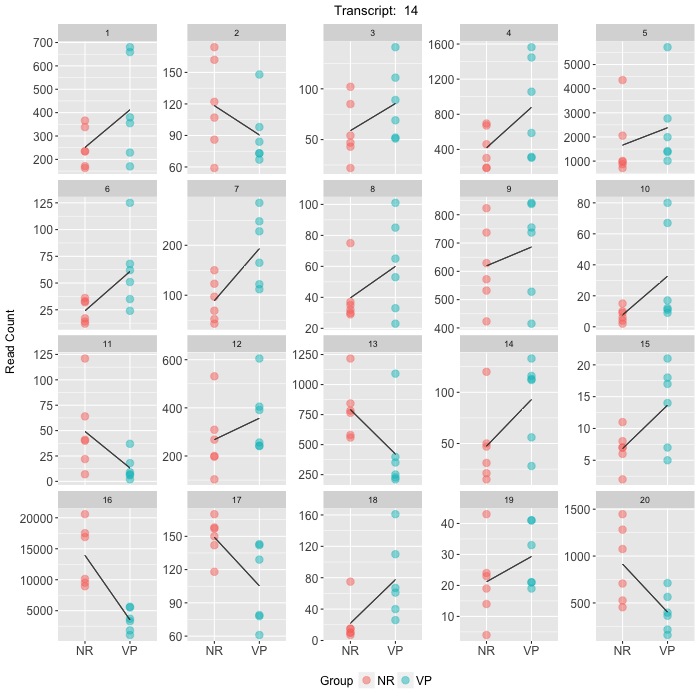 Transcript: 14
1 2 3 4 5
700 600 500 400 300 200
150 120 90 60
100 50
1600 1200 800 400
5000 4000 3000 2000 1000
6 7 8 9 10
125 100 75 50 25
200 100
100 80 60 40 20
800 700 600 500 400
80 60 40 20 0
Read Count
11 12 13 14 15
125 100 75 50 25 0
600 400 200
1250 1000 750 500 250
100 50
20 15 10 5
16 17 18 19 20
20000 15000 10000 5000
150 120 90 60
150 100 50 0
40 30 20 10
1500 1000 500
NR VP NR VP NR VP NR VP NR VP
Group NR VP